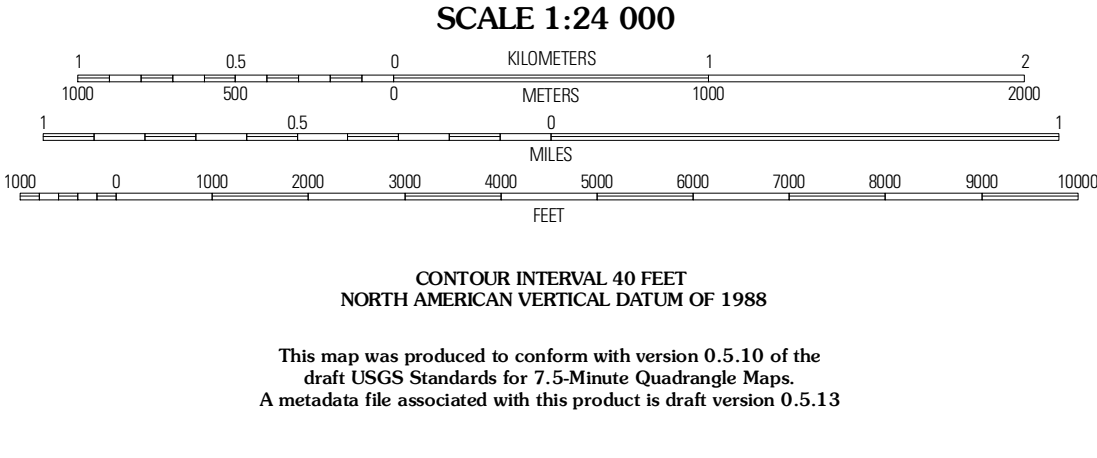 SCALE 1:24 000
1 0.5 0 KILOMETERS 1 2
1000 500 0 METERS 1000 2000
1 0.5 0 1
MILES
1000 0 1000 2000 3000 4000 5000 6000 7000 8000 9000 10000
FEET
CONTOUR INTERVAL 40 FEET
NORTH AMERICAN VERTICAL DATUM OF 1988
This map was produced to conform with version 0.5.10 of the
draft USGS Standards for 7.5-Minute Quadrangle Maps.
A metadata file associated with this product is draft version 0.5.13